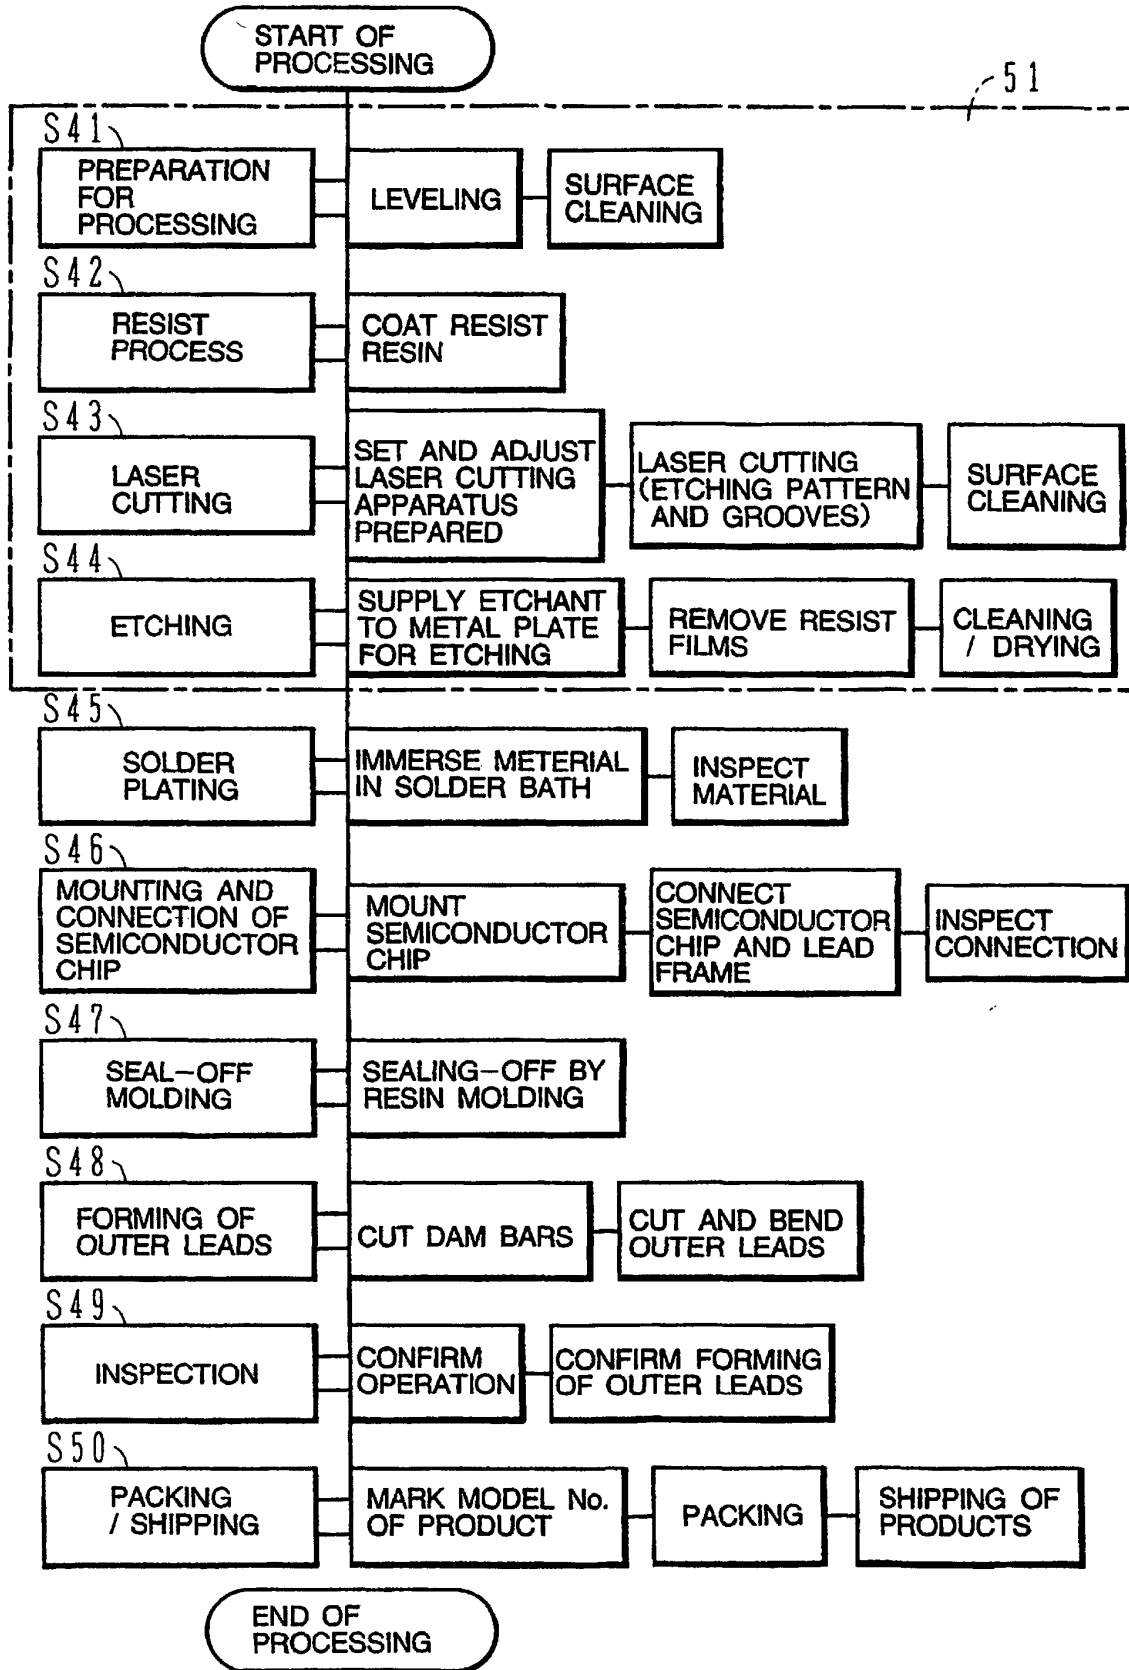 START OF
PROCESSING
51
S41
PREPARATION
FOR
PROCESSING
LEVELING
SURFACE
CLEANING
S42
RESIST
PROCESS
COAT RESIST
RESIN
S43
LASER
CUTTING
SET AND ADJUST
LASER CUTTING
APPARATUS
PREPARED
LASER CUTTING
(ETCHING PATTERN
AND GROOVES)
SURFACE
CLEANING
S44
ETCHING
SUPPLY ETCHANT
TO METAL PLATE
FOR ETCHING
REMOVE RESIST
FILMS
CLEANING
/ DRYING
S45
SOLDER
PLATING
IMMERSE METERIAL
IN SOLDER BATH
INSPECT
MATERIAL
S46
MOUNTING AND
CONNECTION OF
SEMICONDUCTOR
CHIP
MOUNT
SEMICONDUCTOR
CHIP
CONNECT
SEMICONDUCTOR
CHIP AND LEAD
FRAME
INSPECT
CONNECTION
S47
SEAL-OFF
MOLDING
SEALING-OFF BY
RESIN MOLDING
S48
FORMING OF
OUTER LEADS
CUT DAM BARS
CUT AND BEND
OUTER LEADS
S49
INSPECTION
CONFIRM
OPERATION
CONFIRM FORMING
OF OUTER LEADS
S50
PACKING
/ SHIPPING
MARK MODEL No.
OF PRODUCT
PACKING
SHIPPING OF
PRODUCTS
END OF
PROCESSING